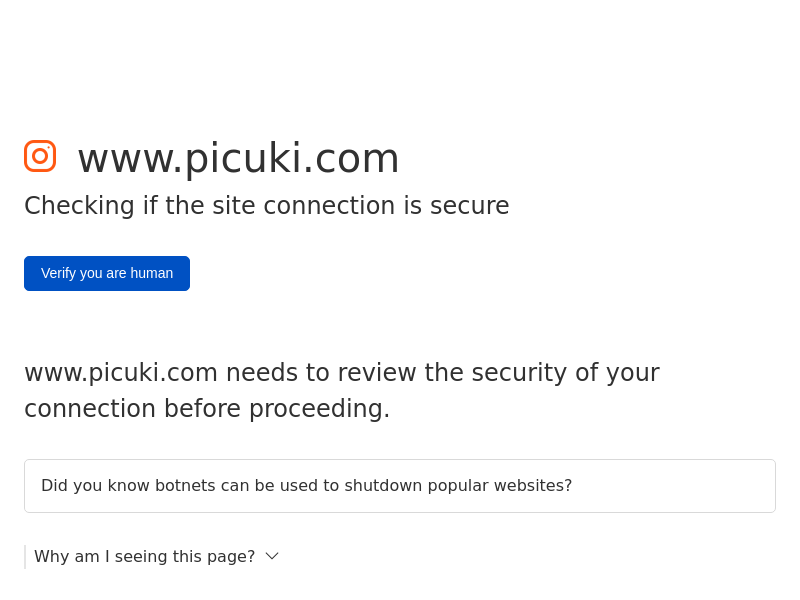 www.picuki.com
Checking if the site connection is secure
Verify you are human
www.picuki.com needs to review the security of your
connection before proceeding.
Did you know botnets can be used to shutdown popular websites?
Why am I seeing this page?